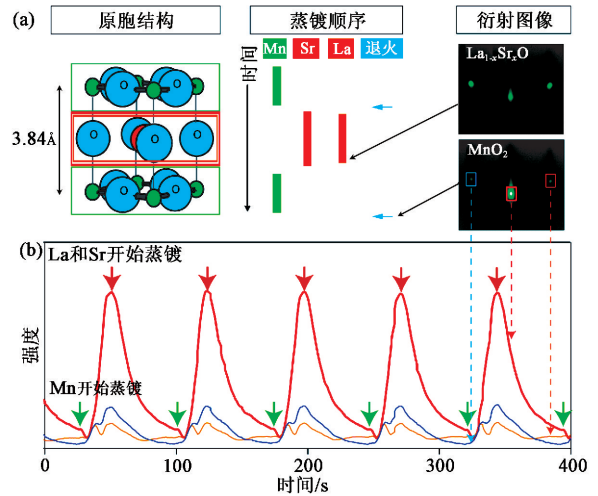 (a)
原胞结构
蒸镀顺序
衍射图像
Mn
Sr
La
退火
时间
3.84Å
O
O
O
O
O
O
O
O
O
O
O
La₁₋ₓSrₓO
MnO₂
(b)
La和Sr开始蒸镀
Mn开始蒸镀
强度
0
100
200
300
400
时间/s